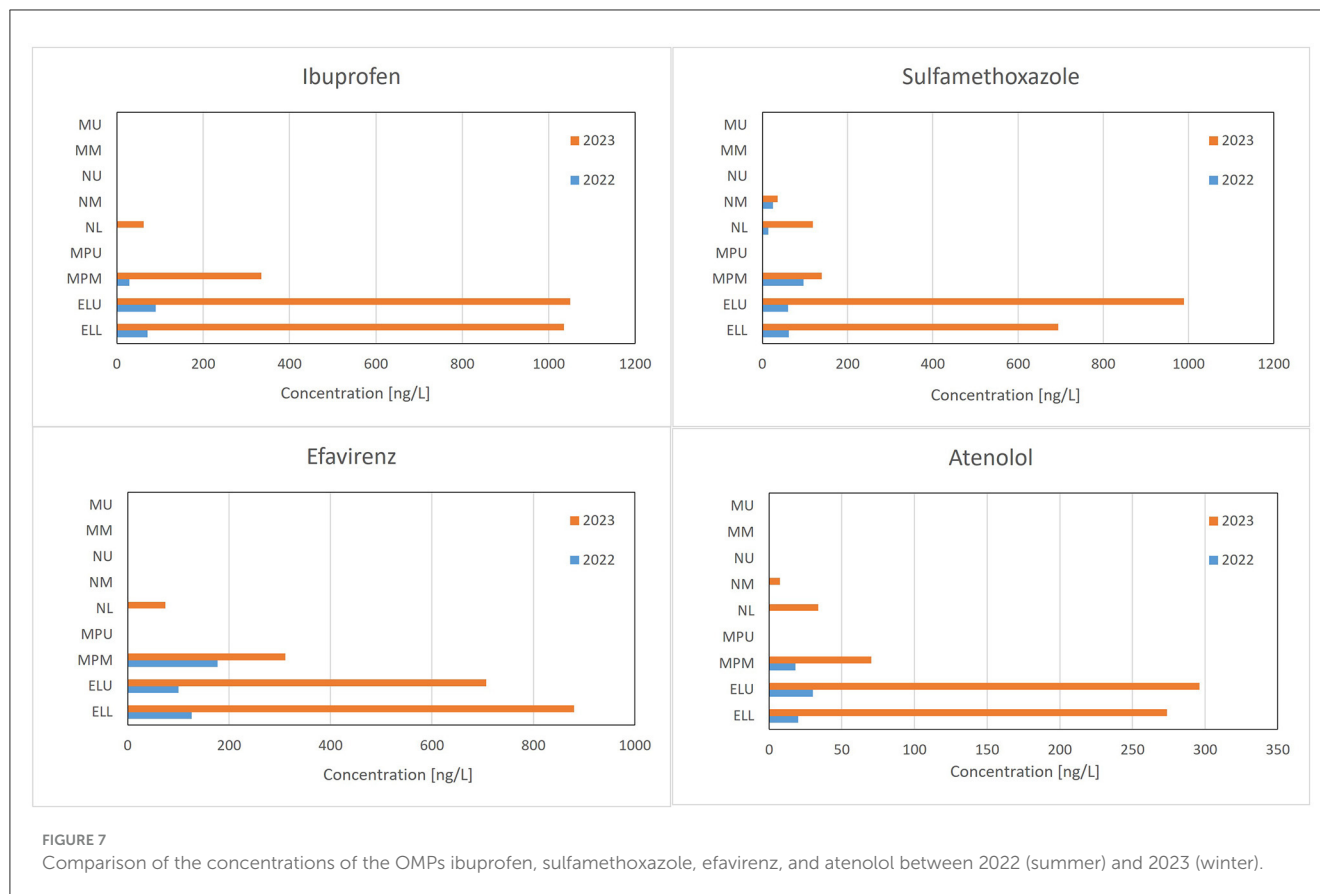 Ibuprofen
MU
MM
NU
NM
NL
MPU
MPM
ELU
ELL
2023
2022
0 200 400 600 800 1000 1200
Concentration [ng/L]
Sulfamethoxazole
MU
MM
NU
NM
NL
MPU
MPM
ELU
ELL
2023
2022
0 200 400 600 800 1000 1200
Concentration [ng/L]
Efavirenz
MU
MM
NU
NM
NL
MPU
MPM
ELU
ELL
2023
2022
0 200 400 600 800 1000
Concentration [ng/L]
Atenolol
MU
MM
NU
NM
NL
MPU
MPM
ELU
ELL
2023
2022
0 50 100 150 200 250 300 350
Concentration [ng/L]
FIGURE 7
Comparison of the concentrations of the OMPs ibuprofen, sulfamethoxazole, efavirenz, and atenolol between 2022 (summer) and 2023 (winter).